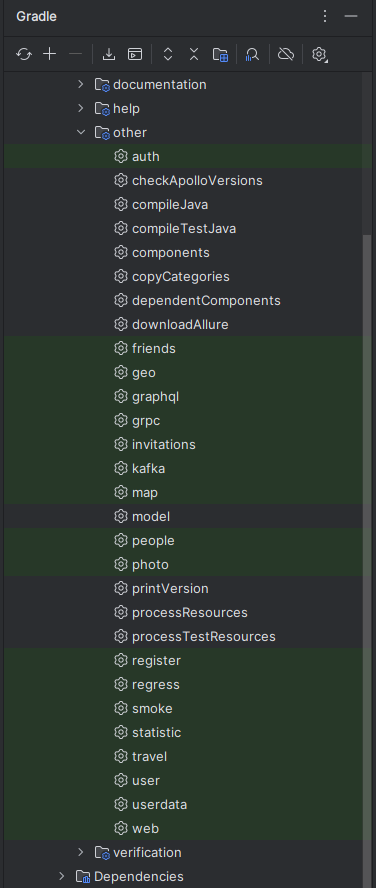 Gradle
documentation
help
other
auth
checkApolloVersions
compileJava
compileTestJava
components
copyCategories
dependentComponents
downloadAllure
friends
geo
graphql
grpc
invitations
kafka
map
model
people
photo
printVersion
processResources
processTestResources
register
regress
smoke
statistic
travel
user
userdata
web
verification
Dependencies